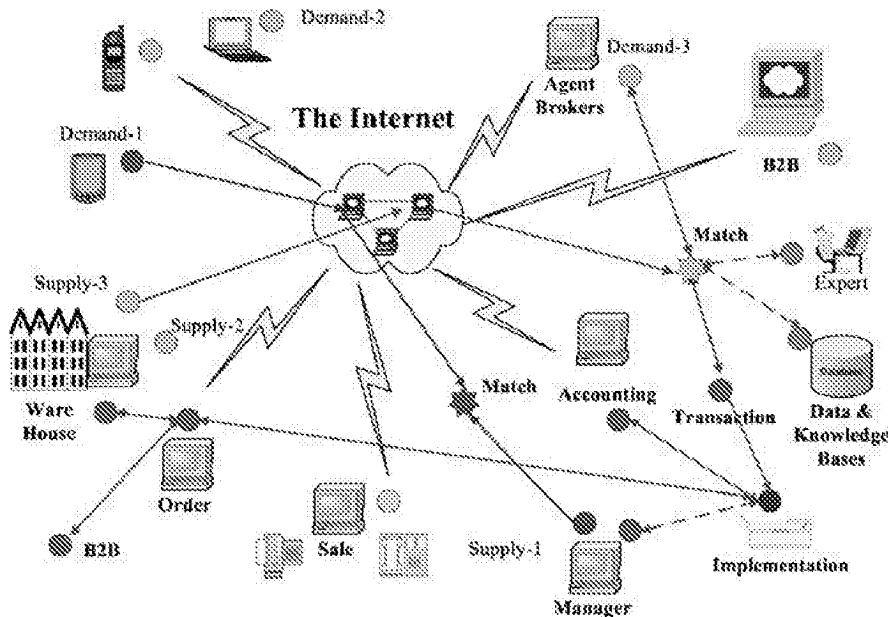 Demand-2
Demand-3
Agent
Brokers
The Internet
Demand-1
B2B
Match
Supply-3
Expert
Supply-2
Match
Accounting
Ware
House
Transaction
Data &
Knowledge
Bases
Order
B2B
Sale
Supply-1
Implementation
Manager